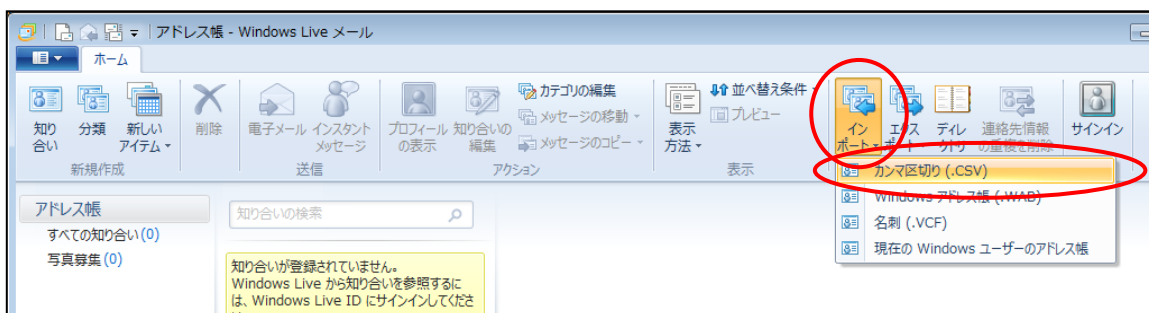 アドレス帳 - Windows Live メール
ホーム
知り合い
分類
新しいアイテム
削除
電子メール
インスタントメッセージ
プロフィールの表示
知り合いの編集
カテゴリの編集
メッセージの移動
メッセージのコピー
表示方法
並べ替え条件
プレビュー
インポート
エクスポート
ディレクトリ
連絡先情報の重複を削除
サインイン
新規作成
送信
アクション
表示
カンマ区切り (.CSV)
Windows アドレス帳 (.WAB)
名刺 (.VCF)
現在の Windows ユーザーのアドレス帳
アドレス帳
すべての知り合い (0)
写真募集 (0)
知り合いの検索
知り合いが登録されていません。
Windows Live から知り合いを参照するに
は、Windows Live ID にサインインしてくださ